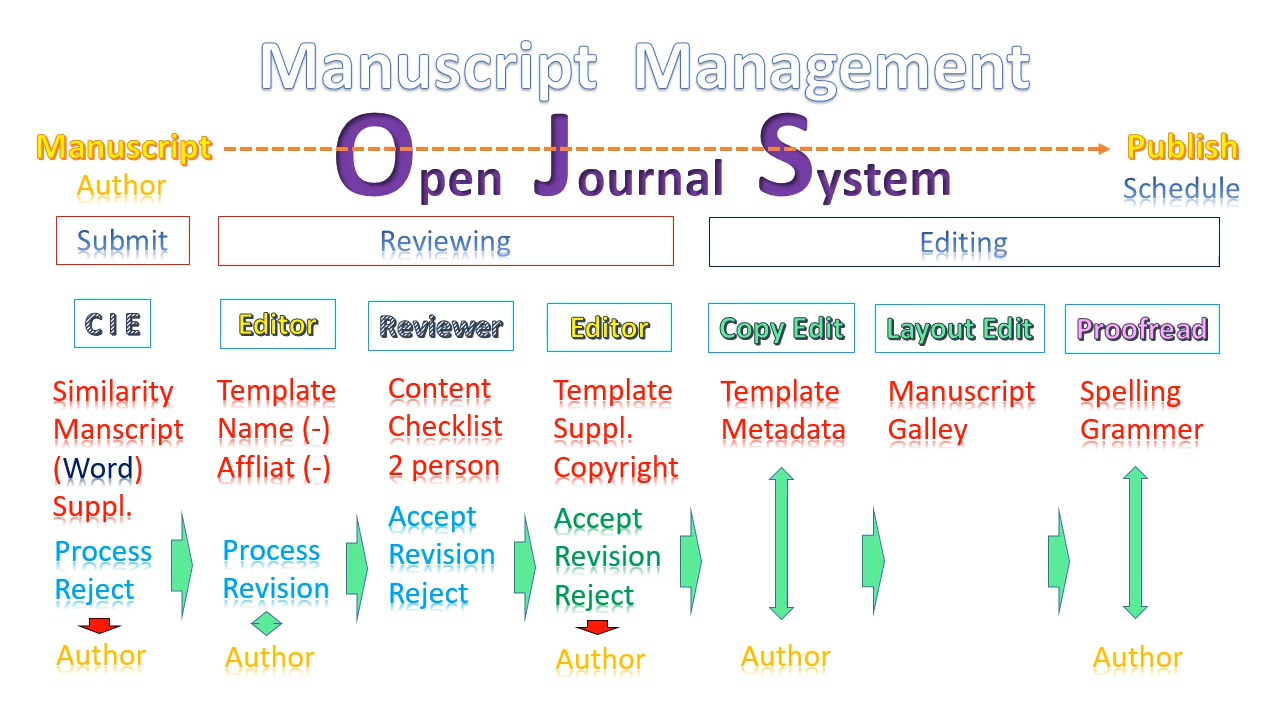 Manuscript Management
Manuscript
Open Journal System
Publish
Author
Schedule
Submit
Reviewing
Editing
C I E
Editor
Reviewer
Editor
Copy Edit
Layout Edit
Proofread
Similarity
Manscript
(Word)
Suppl.
Process
Reject
Author
Template
Name (-)
Affliat (-)
Process
Revision
Author
Content
Checklist
2 person
Accept
Revision
Reject
Template
Suppl.
Copyright
Accept
Revision
Reject
Author
Template
Metadata
Author
Manuscript
Galley
Spelling
Grammer
Author